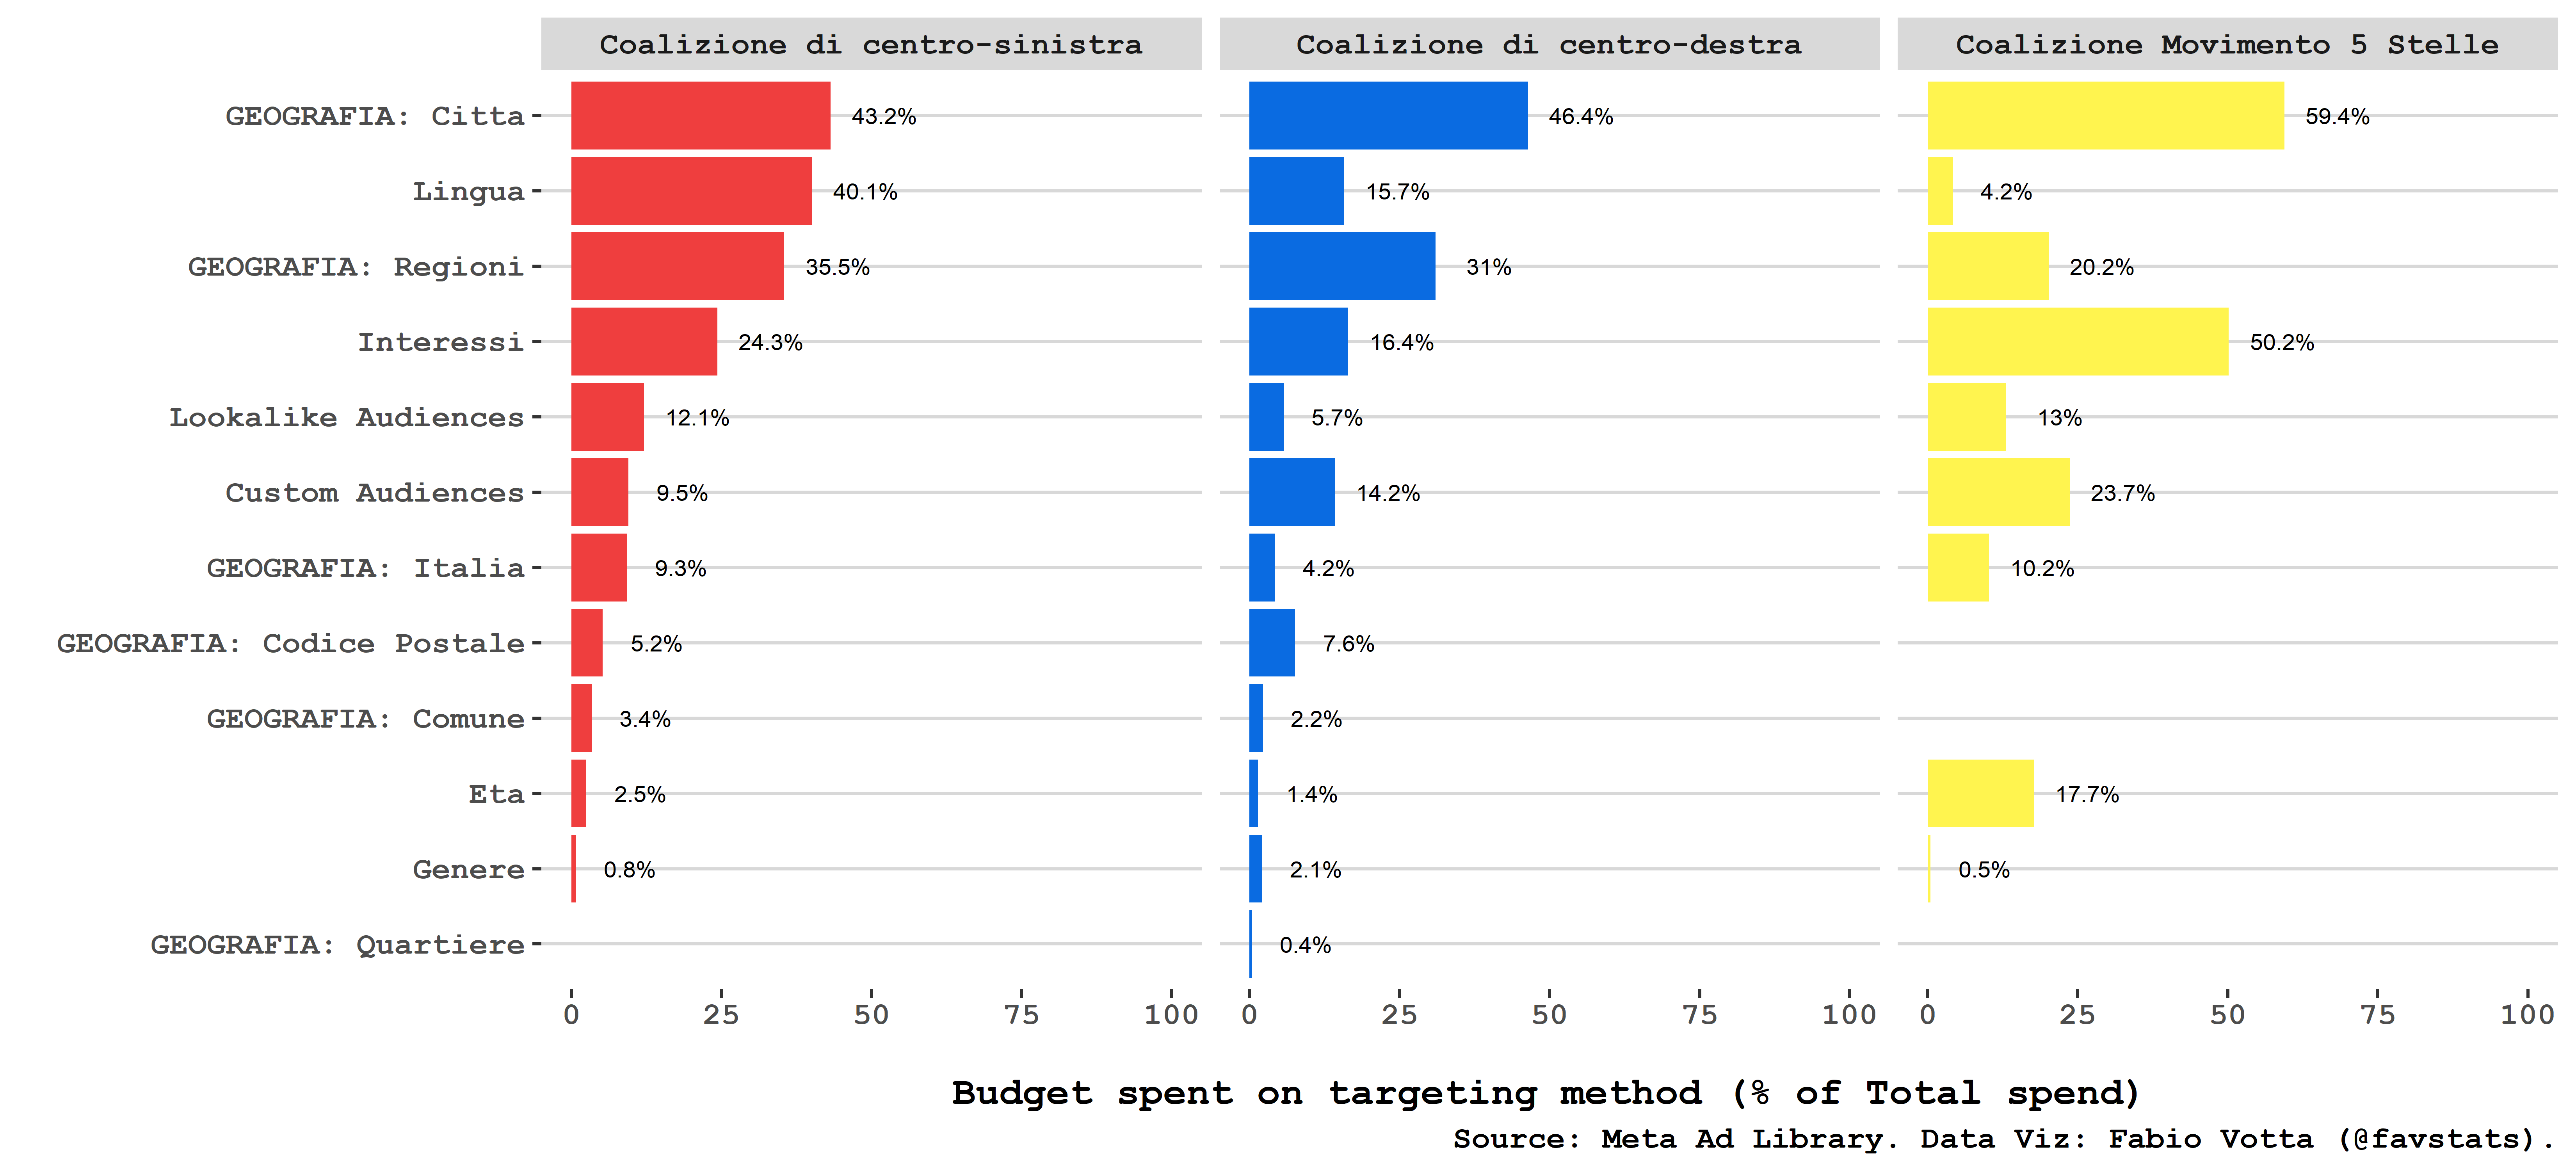 Coalizione di centro-sinistra Coalizione di centro-destra Coalizione Movimento 5 Stelle
GEOGRAFIA: Citta 43.2% 46.4% 59.4%
Lingua 40.1% 15.7% 4.2%
GEOGRAFIA: Regioni 35.5% 31% 20.2%
Interessi 24.3% 16.4% 50.2%
Lookalike Audiences 12.1% 5.7% 13%
Custom Audiences 9.5% 14.2% 23.7%
GEOGRAFIA: Italia 9.3% 4.2% 10.2%
GEOGRAFIA: Codice Postale 5.2% 7.6%
GEOGRAFIA: Comune 3.4% 2.2%
Eta 2.5% 1.4% 17.7%
Genere 0.8% 2.1% 0.5%
GEOGRAFIA: Quartiere 0.4%
0 25 50 75 100 0 25 50 75 100 0 25 50 75 100
Budget spent on targeting method (% of Total spend)
Source: Meta Ad Library. Data Viz: Fabio Votta (@favstats).